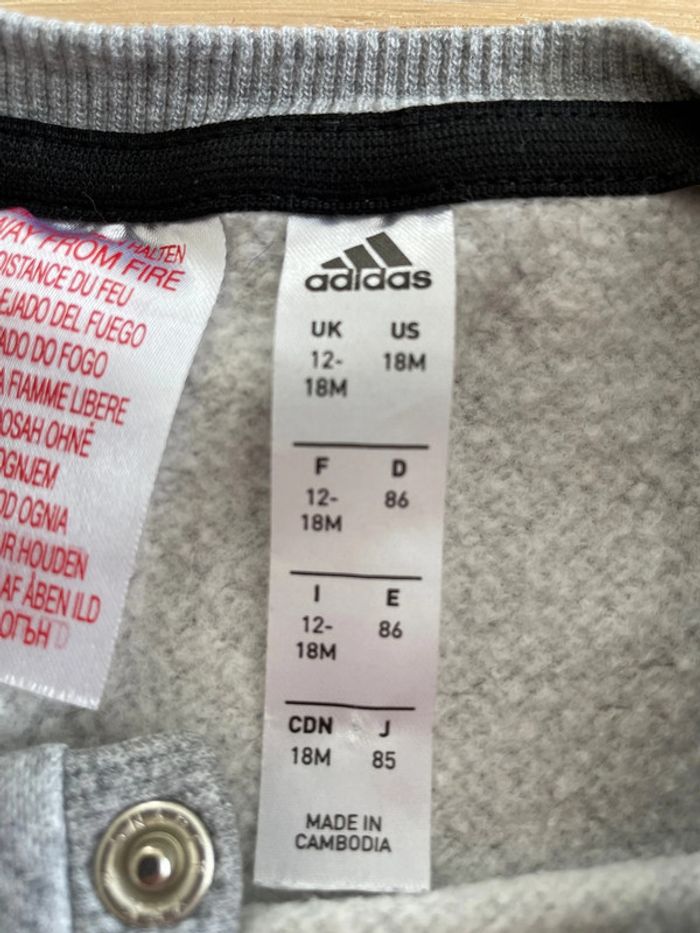 HALTEN
WAY FROM FIRE
DISTANCE DU FEU
EJADO DEL FUEGO
ADO DO FOGO
A FIAMME LIBERE
DOSAH OHNĚ
OGNJEM
OD OGNIA
UR HOUDEN
AF ÅBEN ILD
ОГЪН
adidas
UK US
12- 18M
18M
F D
12- 86
18M
I E
12- 86
18M
CDN J
18M 85
MADE IN
CAMBODIA